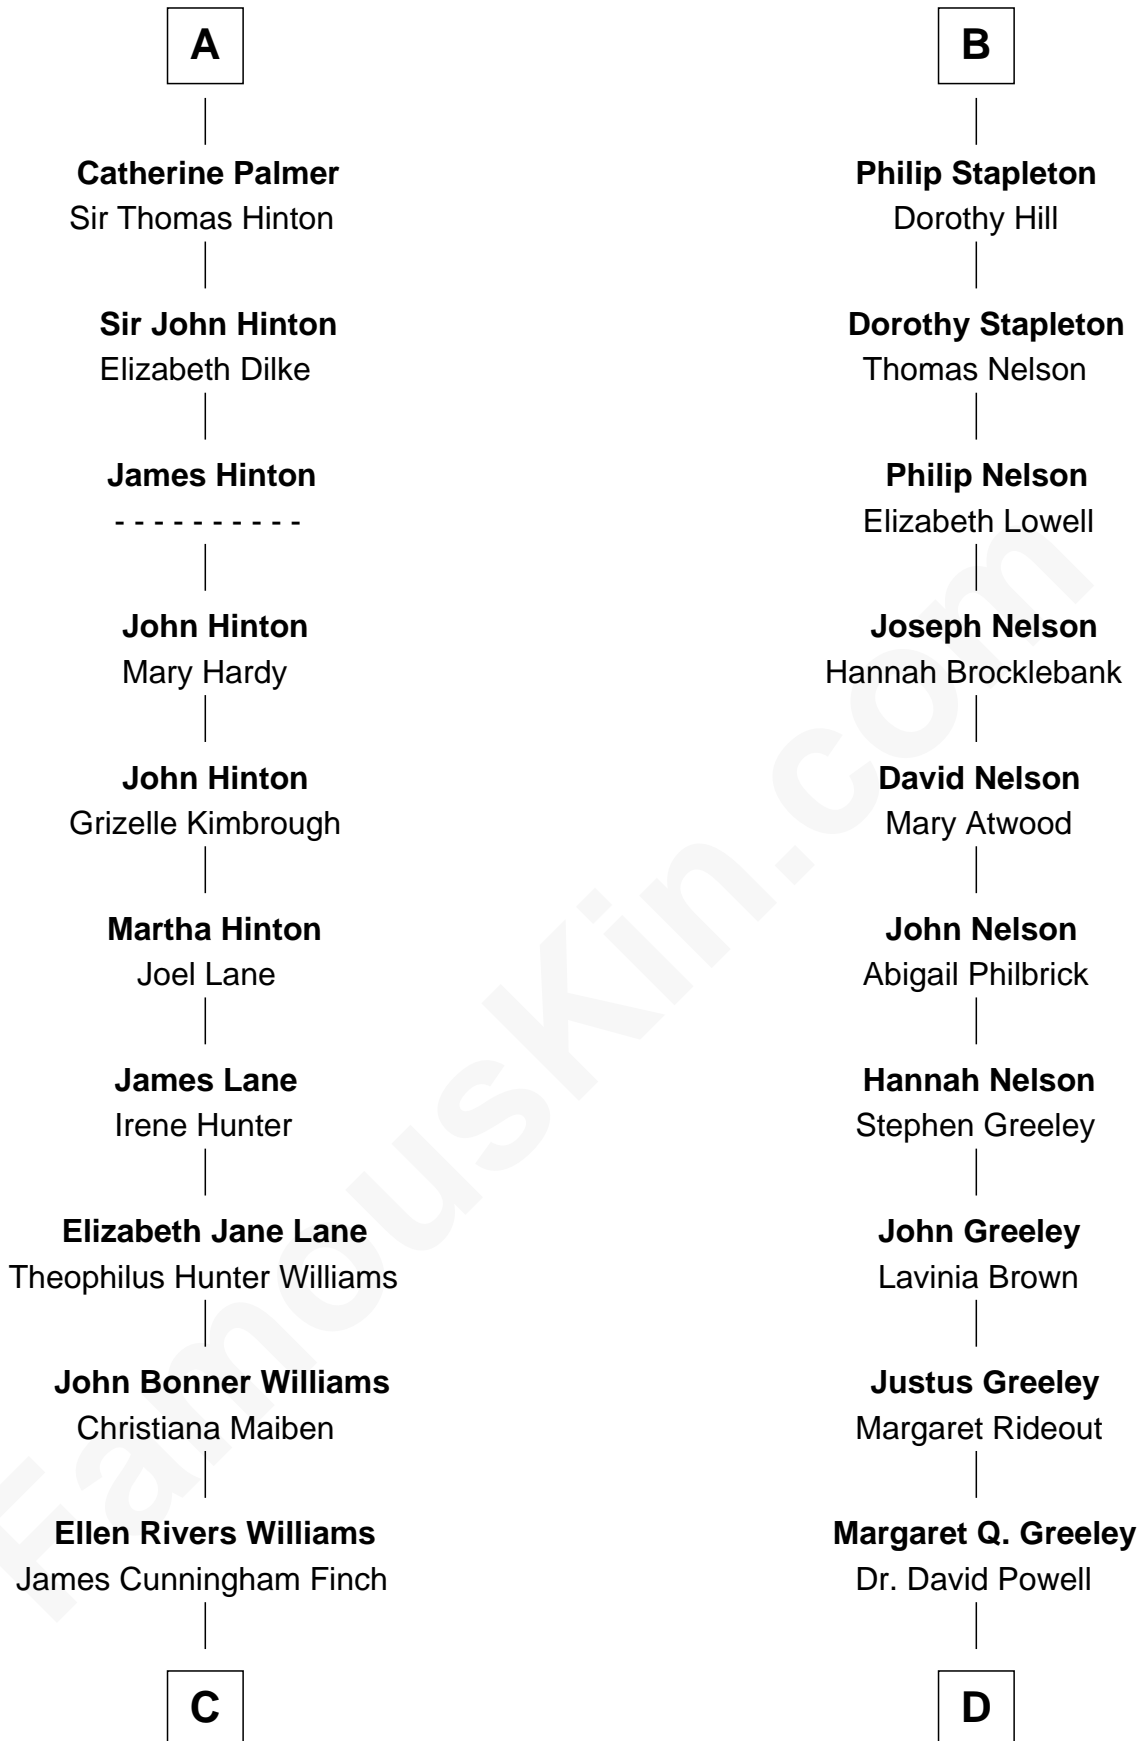 A
Catherine Palmer
Sir Thomas Hinton
Sir John Hinton
Elizabeth Dilke
James Hinton
- - - - - - - - - -
John Hinton
Mary Hardy
John Hinton
Grizelle Kimbrough
Martha Hinton
Joel Lane
James Lane
Irene Hunter
Elizabeth Jane Lane
Theophilus Hunter Williams
John Bonner Williams
Christiana Maiben
Ellen Rivers Williams
James Cunningham Finch
C
B
Philip Stapleton
Dorothy Hill
Dorothy Stapleton
Thomas Nelson
Philip Nelson
Elizabeth Lowell
Joseph Nelson
Hannah Brocklebank
David Nelson
Mary Atwood
John Nelson
Abigail Philbrick
Hannah Nelson
Stephen Greeley
John Greeley
Lavinia Brown
Justus Greeley
Margaret Rideout
Margaret Q. Greeley
Dr. David Powell
D
FamousKin.com